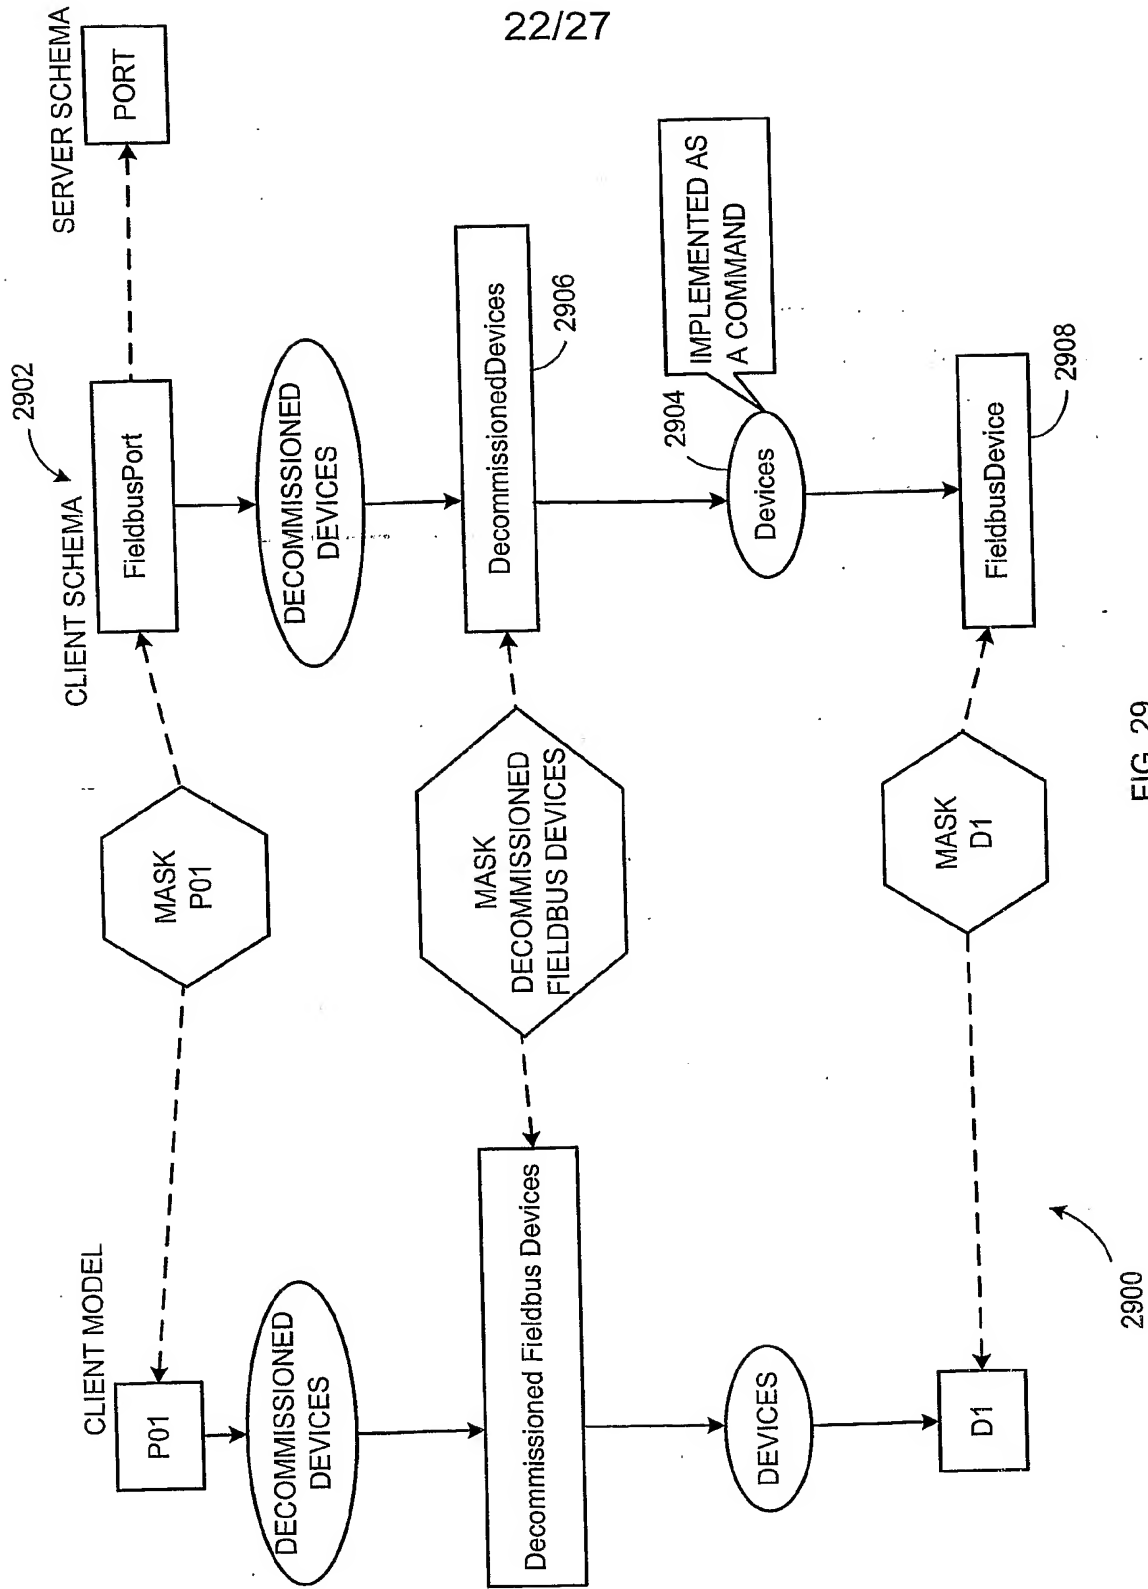 22/27
CLIENT MODEL
P01
DECOMMISSIONED
DEVICES
Decommissioned Fieldbus Devices
DEVICES
D1
2900
MASK
P01
MASK
DECOMMISSIONED
FIELDBUS DEVICES
MASK
D1
CLIENT SCHEMA
2902
FieldbusPort
DECOMMISSIONED
DEVICES
DecommissionedDevices
2906
2904
Devices
IMPLEMENTED AS
A COMMAND
FieldbusDevice
2908
SERVER SCHEMA
PORT
FIG. 29